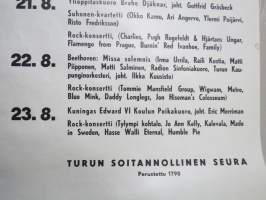 21.8.
Ylioppilaskuoro Brahe Djäknar, joht. Gottfrid Gräsbeck
Suhonen-kvartetti (Okko Kamu, Ari Angervo, Ylermi Poijärvi,
Risto Fredriksson)
Rock-konsertti, (Charlies, Pugh Rogefeldt & Hjärtans Ungar,
Flamengo from Prague, Burnin' Red Ivanhoe, Family)
22.8.
Beethoven: Missa solemnis (Irma Urrila, Raili Kostia, Matti
Piipponen, Matti Salminen, Radion Sinfoniakuoro, Turun Kau-
punginorkesteri, joht. Ilkka Kuusisto)
Rock-konsertti (Tommie Mansfield Group, Wigwam, Metro,
Blue Mink, Daddy Longlegs, Jon Hiseman's Colosseum)
23.8.
Kuningas Edward VI Koulun Poikakuoro, joht. Eric Merriman
Rock-konsertti (Tylympi kohtalo, Jo Ann Kelly, Kalevala, Made
in Sweden, Hasse Walli Eternal, Humble Pie
TURUN SOITANNOLLINEN SEURA
Perustettu 1790